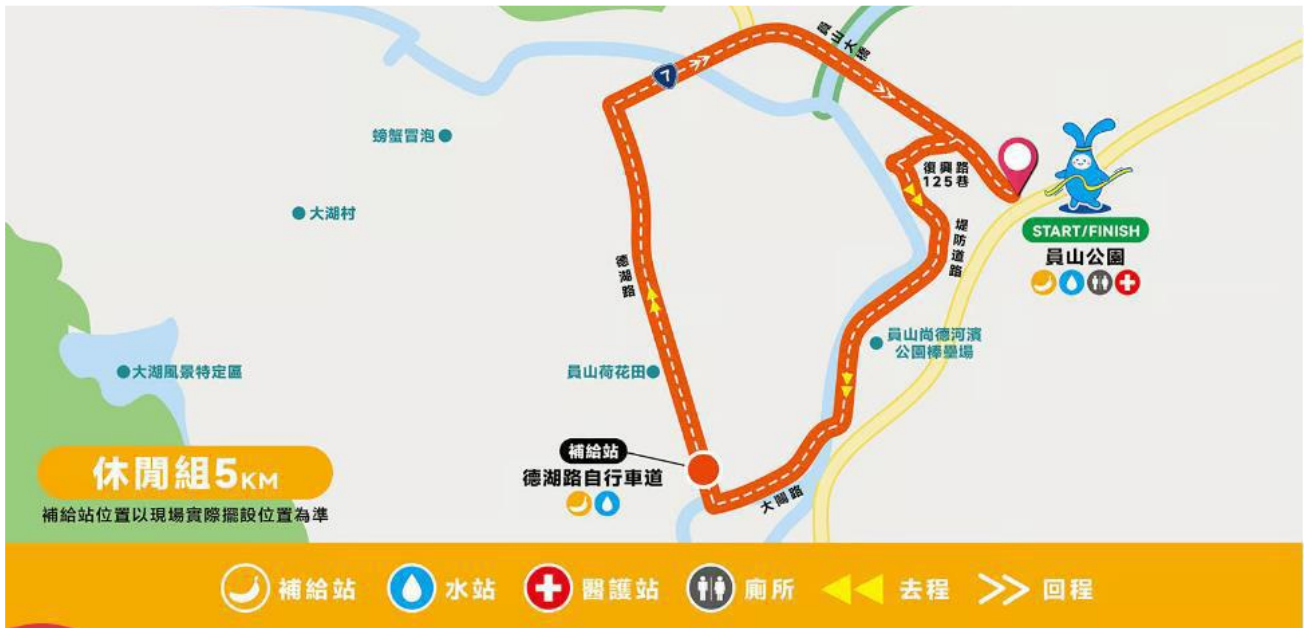 員山大橋
7
螃蟹冒泡
復興路
125巷
大湖村
堤防道路
START/FINISH
員山公園
德湖路
員山尚德河濱
公園棒壘場
大湖風景特定區
員山荷花田
補給站
德湖路自行車道
大閘路
休閒組5KM
補給站位置以現場實際擺設位置為準
補給站
水站
醫護站
廁所
去程
回程